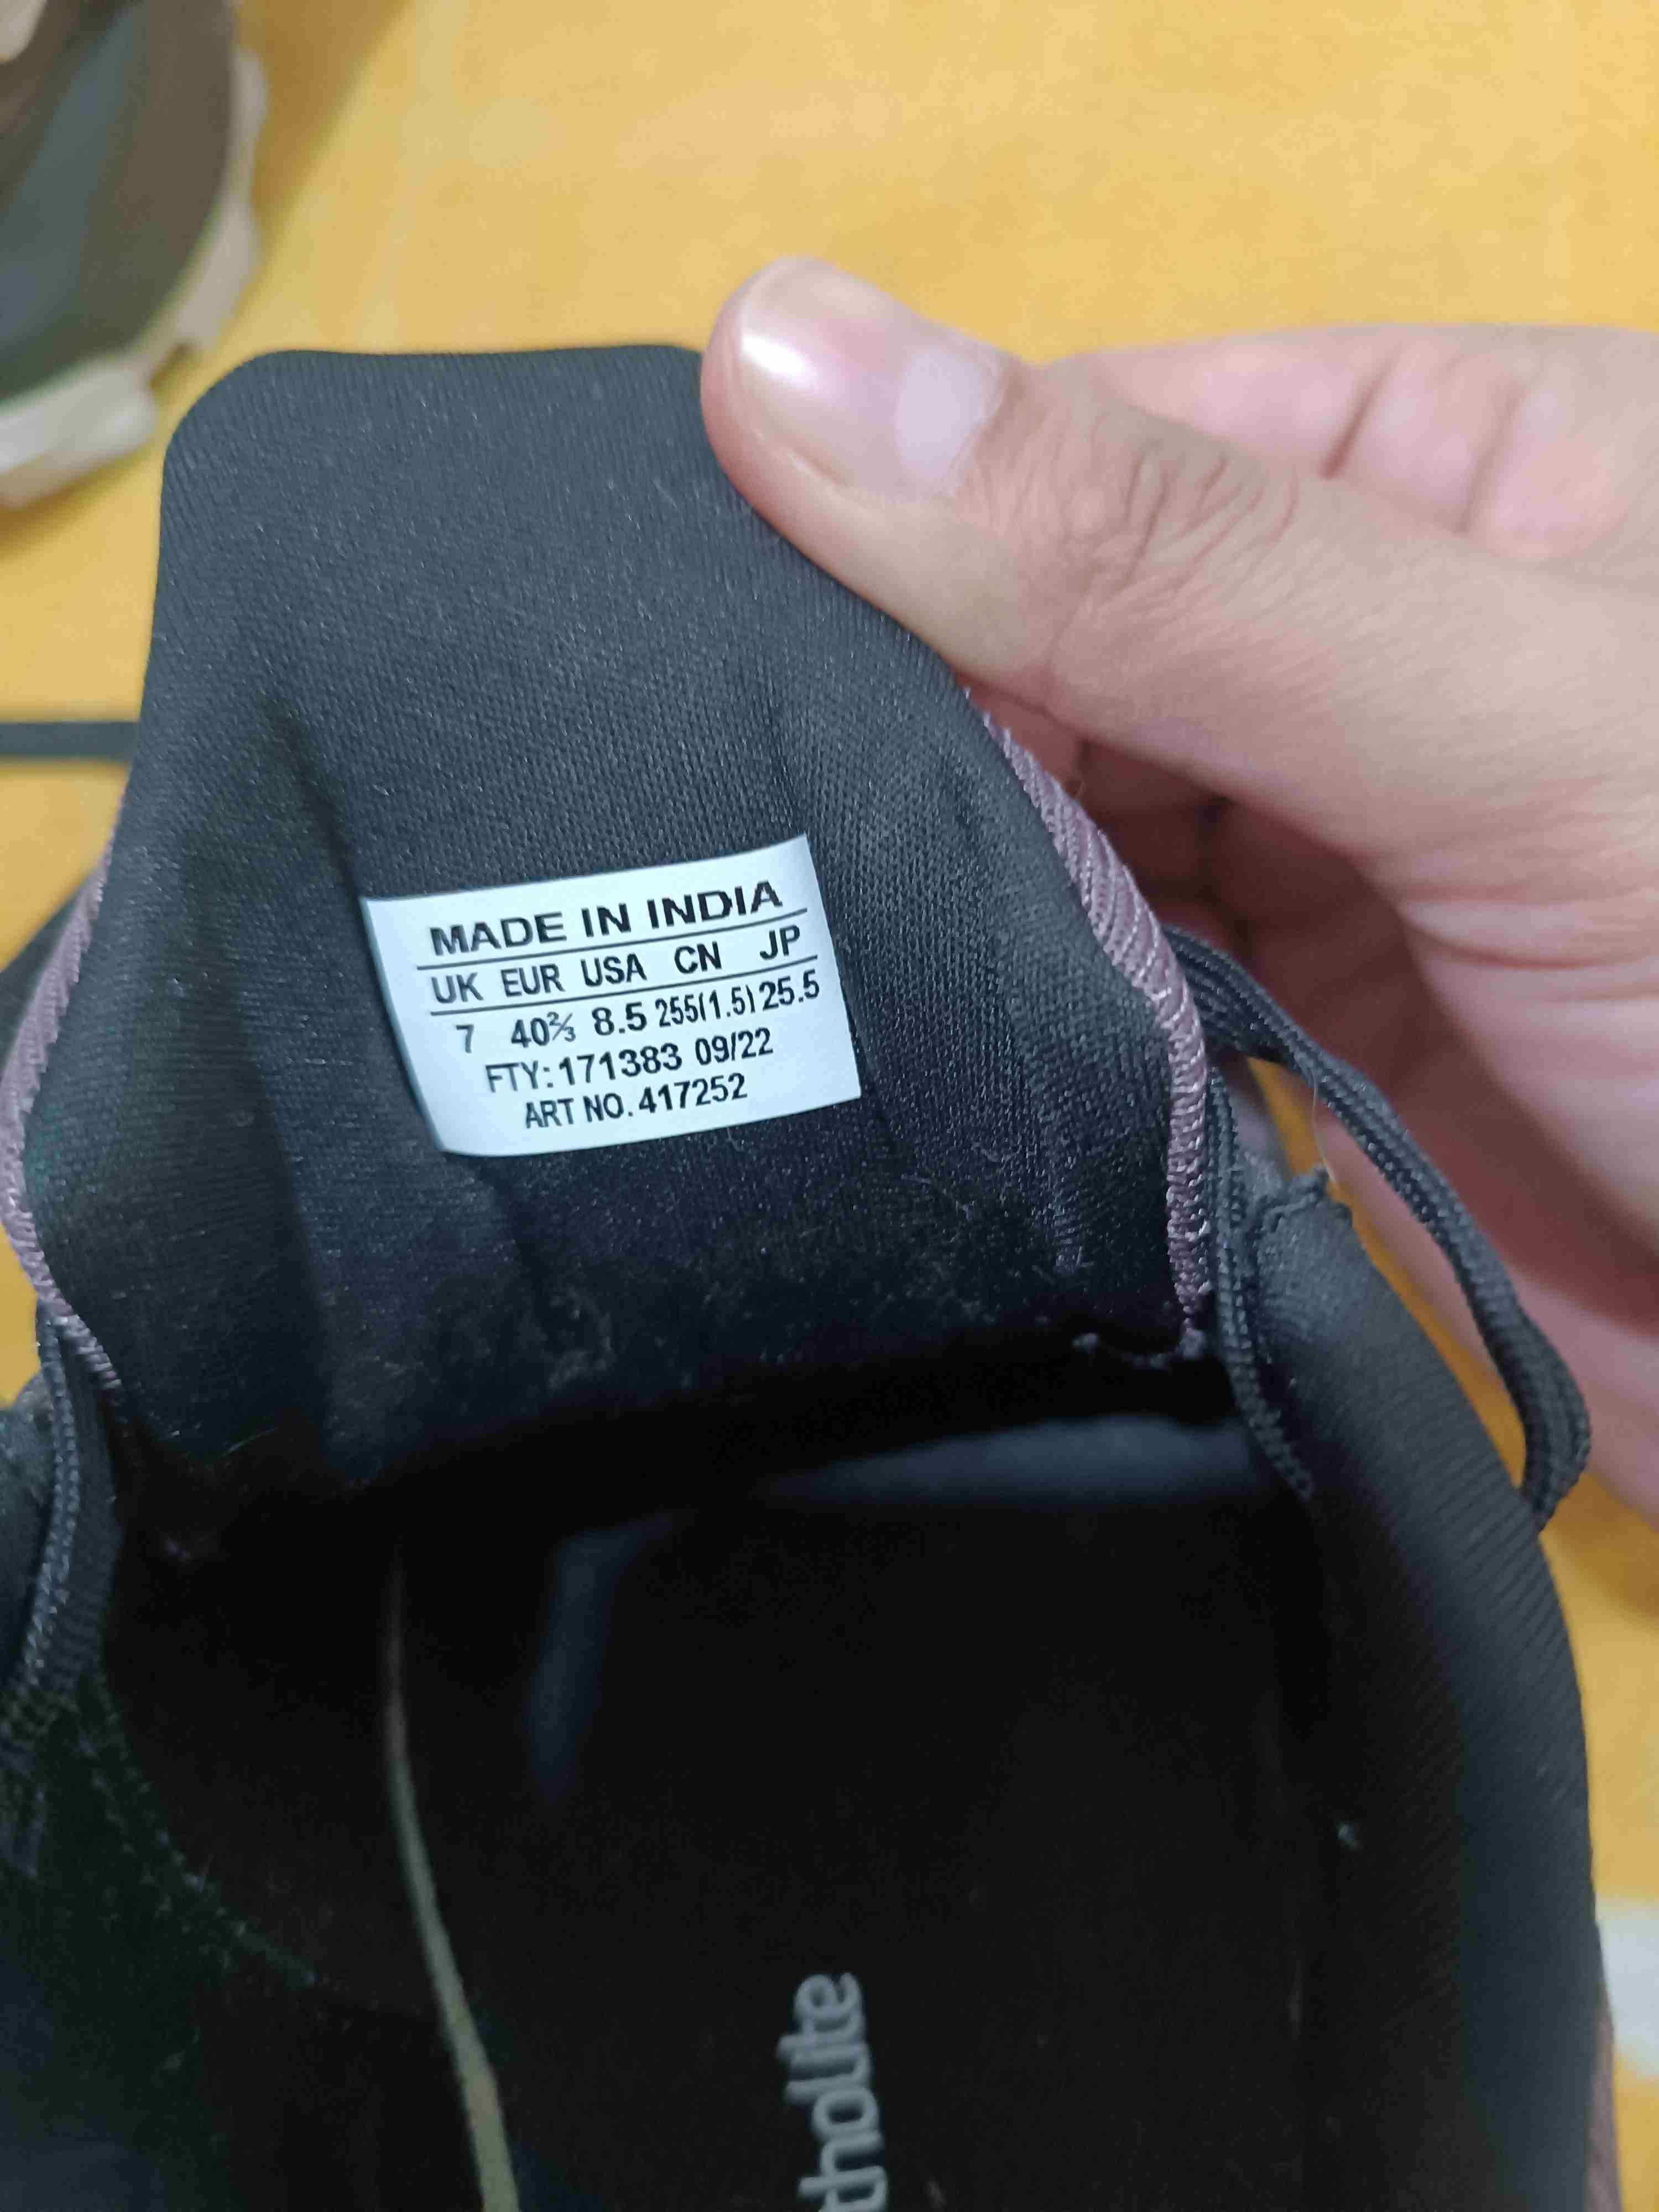 MADE IN INDIA
UK EUR USA CN JP
7 40⅔ 8.5 255(1.5) 25.5
FTY: 171383 09/22
ART NO. 417252
tholite